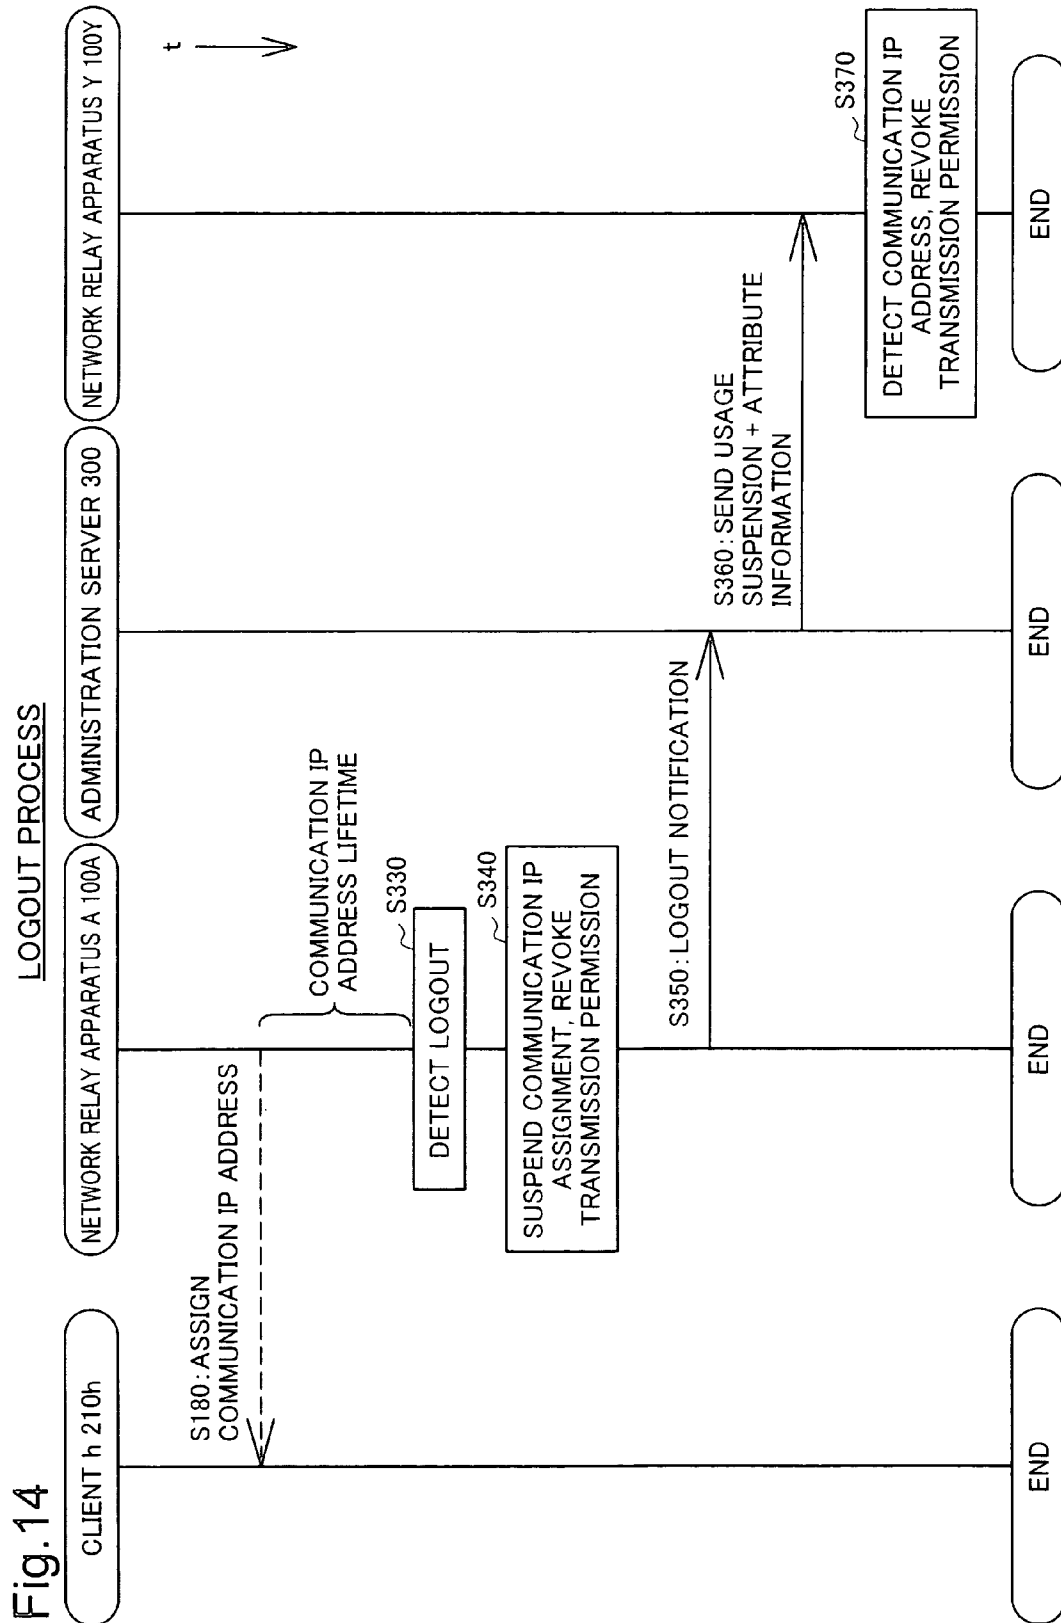 Fig.14
LOGOUT PROCESS
CLIENT h 210h
NETWORK RELAY APPARATUS A 100A
ADMINISTRATION SERVER 300
NETWORK RELAY APPARATUS Y 100Y
t
S180:ASSIGN
COMMUNICATION IP ADDRESS
COMMUNICATION IP
ADDRESS LIFETIME
S330
DETECT LOGOUT
S340
SUSPEND COMMUNICATION IP
ASSIGNMENT, REVOKE
TRANSMISSION PERMISSION
S350:LOGOUT NOTIFICATION
S360:SEND USAGE
SUSPENSION + ATTRIBUTE
INFORMATION
S370
DETECT COMMUNICATION IP
ADDRESS, REVOKE
TRANSMISSION PERMISSION
END
END
END
END